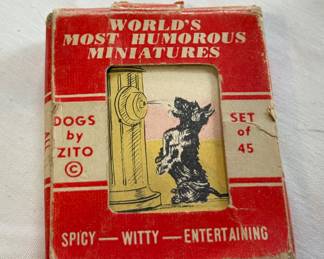 WORLD'S
MOST HUMOROUS
MINIATURES
DOGS
by
ZITO
©
SET
of
45
SPICY — WITTY — ENTERTAINING